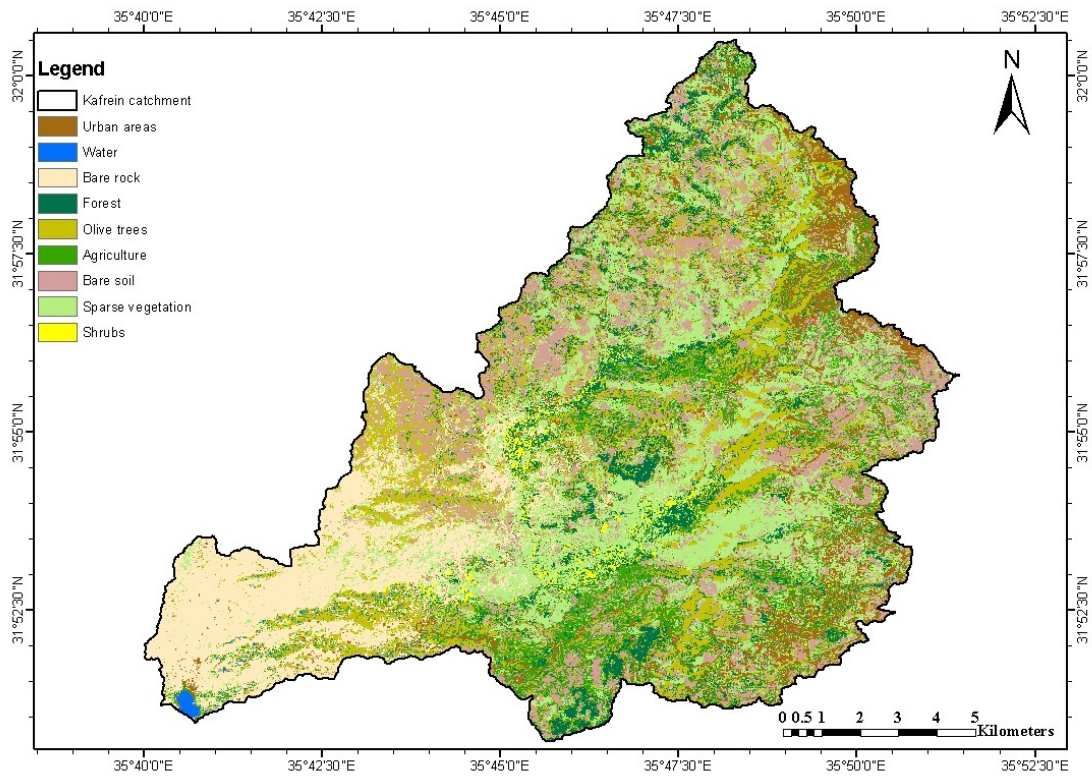 35°40'0"E 35°42'30"E 35°45'0"E 35°47'30"E 35°50'0"E 35°52'30"E
Legend
Kafrein catchment
Urban areas
Water
Bare rock
Forest
Olive trees
Agriculture
Bare soil
Sparse vegetation
Shrubs
N
32°0'0"N
31°57'30"N
31°55'0"N
31°52'30"N
32°0'0"N
31°57'30"N
31°55'0"N
31°52'30"N
0 0.5 1 2 3 4 5
Kilometers
35°40'0"E 35°42'30"E 35°45'0"E 35°47'30"E 35°50'0"E 35°52'30"E